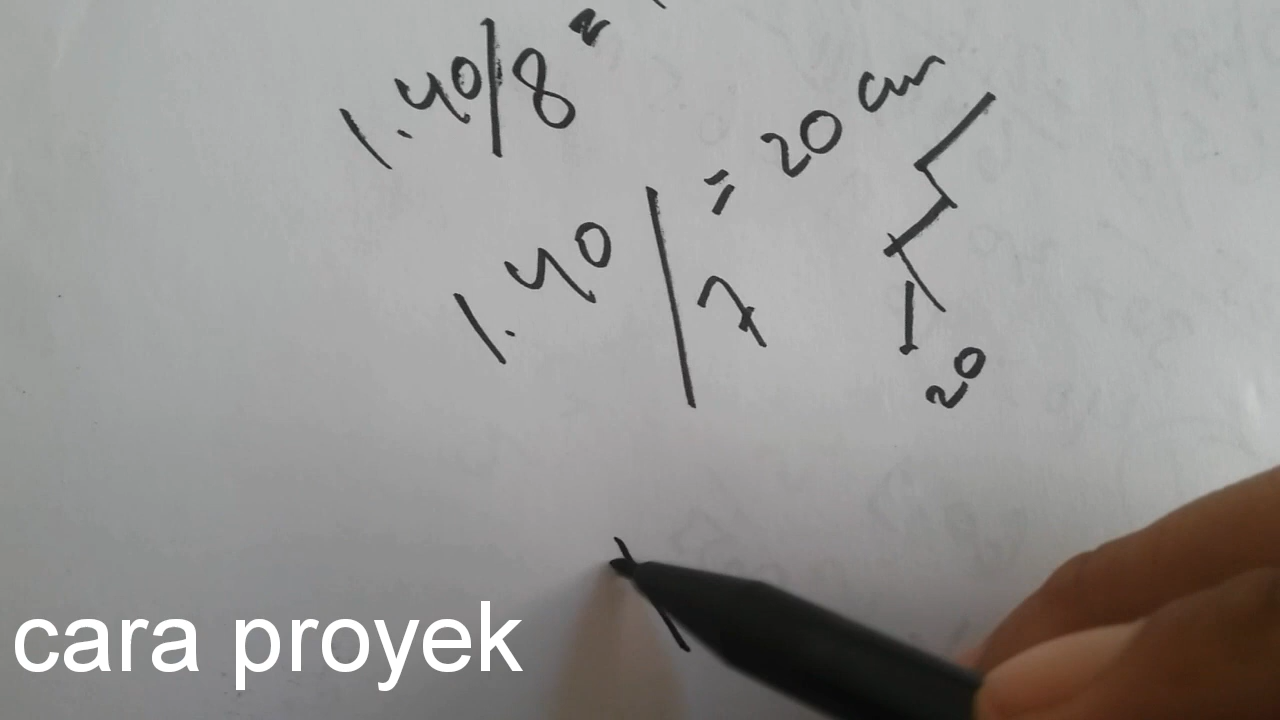 1.40/8 =
1.40/7 = 20 cm
20
cara proyek